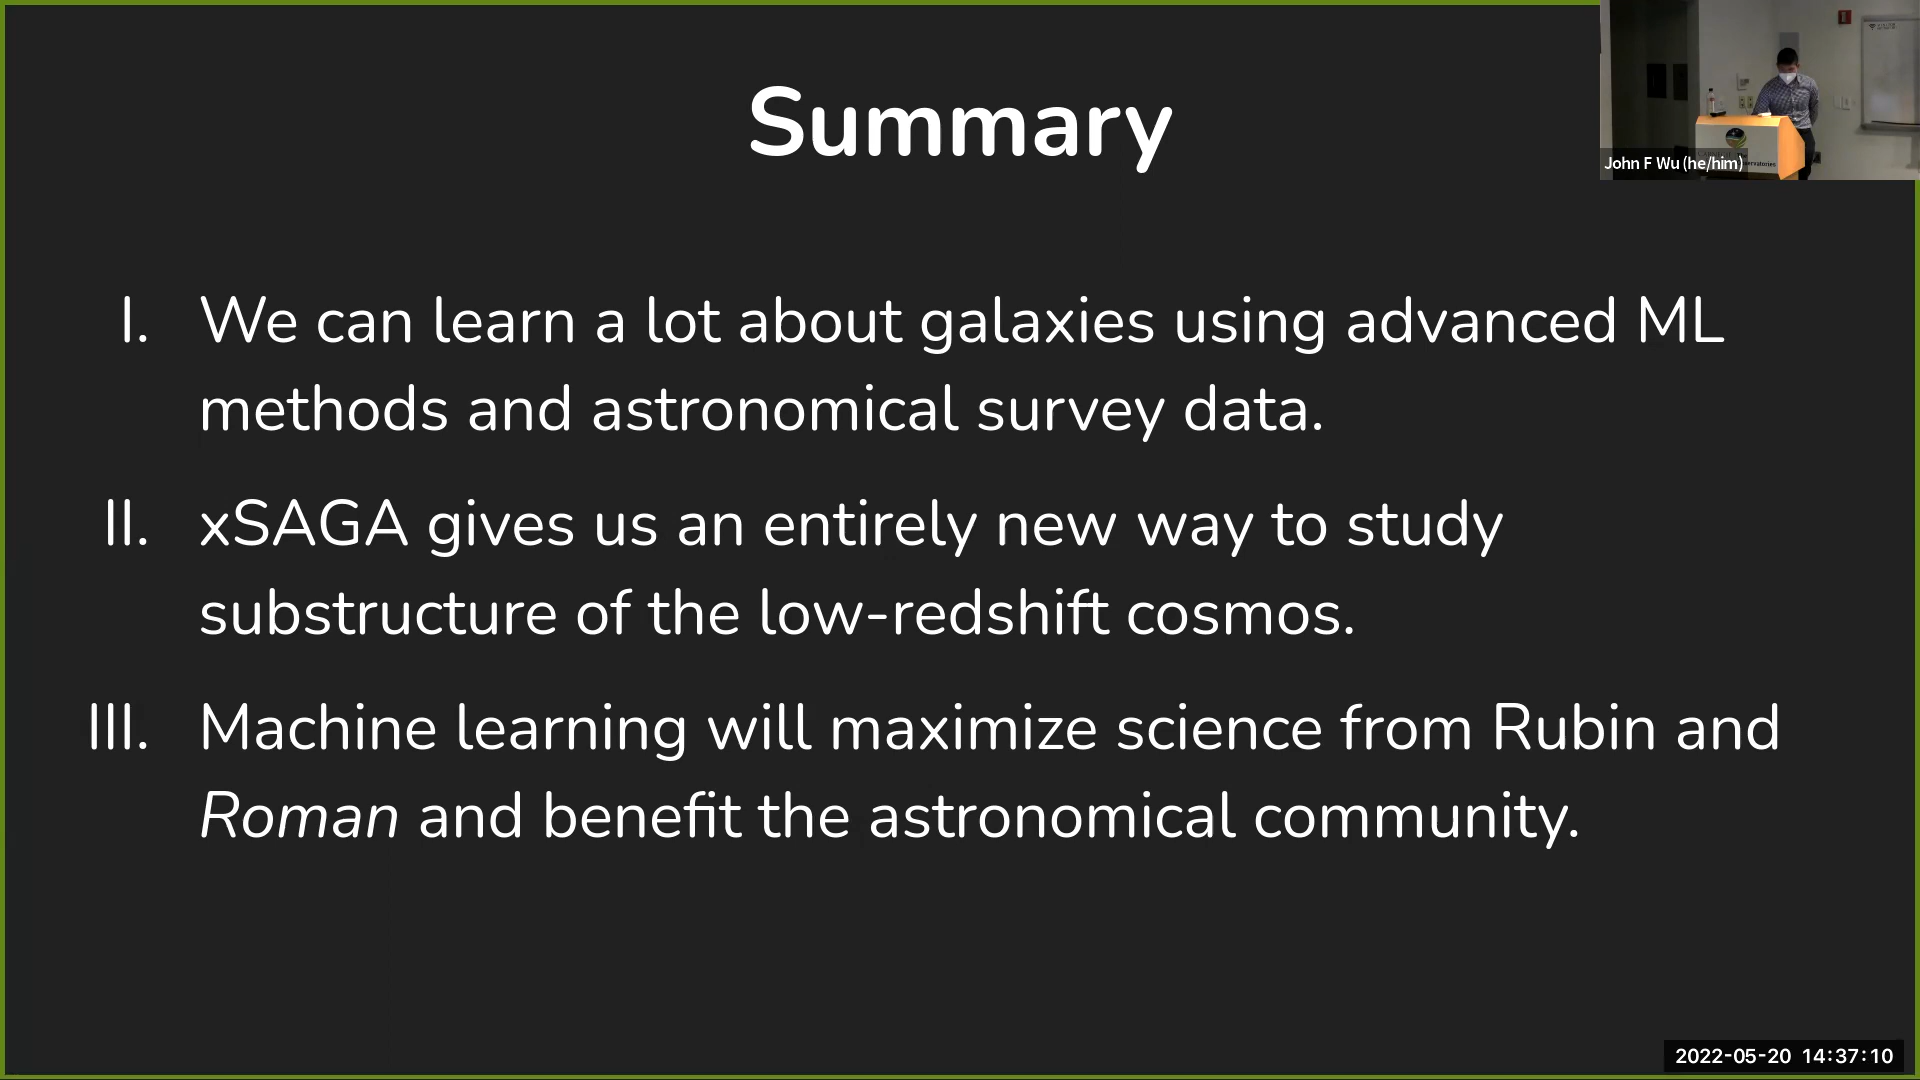 Summary
I. We can learn a lot about galaxies using advanced ML
methods and astronomical survey data.
II. xSAGA gives us an entirely new way to study
substructure of the low-redshift cosmos.
III. Machine learning will maximize science from Rubin and
Roman and benefit the astronomical community.
John F Wu (he/him)
2022-05-20 14:37:10